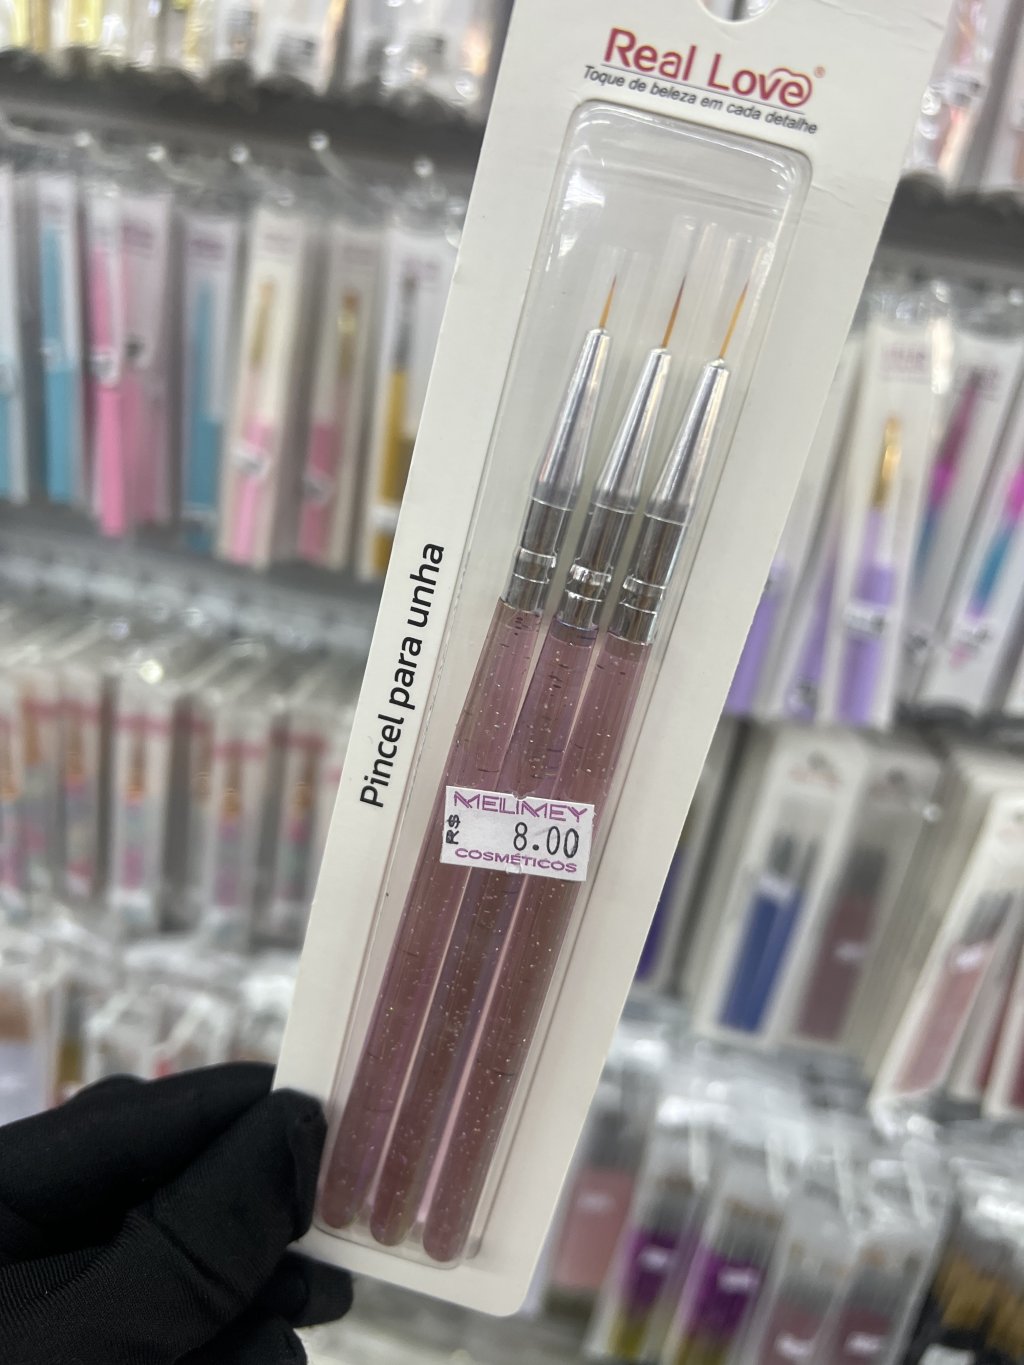 Real Love®
Toque de beleza em cada detalhe
Pincel para unha
MELIMEY
R$ 8.00
COSMÉTICOS